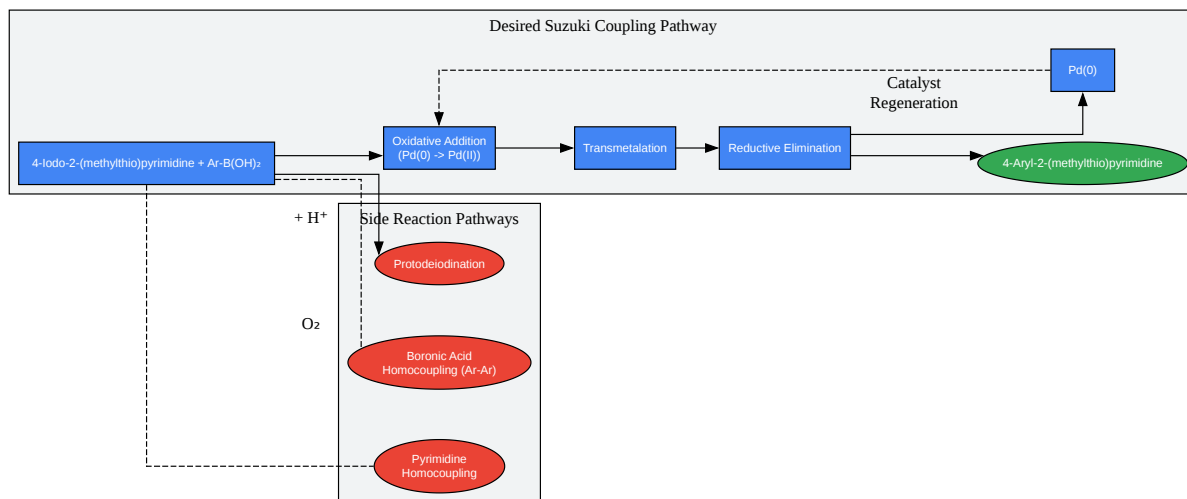 Desired Suzuki Coupling Pathway
Pd(0)
Catalyst
Regeneration
4-Iodo-2-(methylthio)pyrimidine + Ar-B(OH)₂
Oxidative Addition
(Pd(0) -> Pd(II))
Transmetalation
Reductive Elimination
4-Aryl-2-(methylthio)pyrimidine
+ H⁺
Side Reaction Pathways
Protodeiodination
O₂
Boronic Acid
Homocoupling (Ar-Ar)
Pyrimidine
Homocoupling